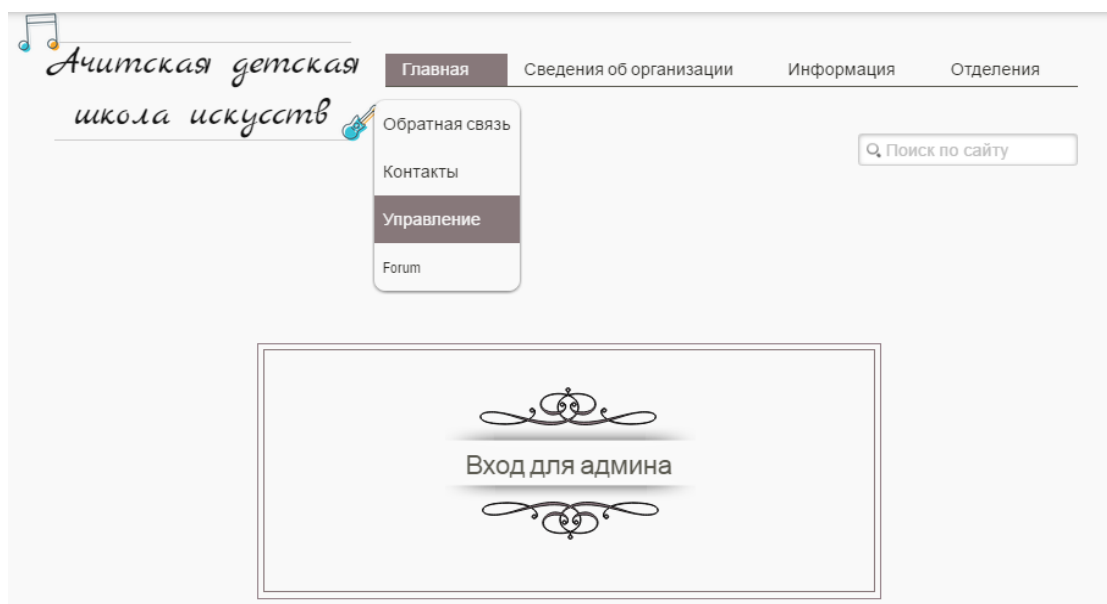 Ачитская детская
школа искусств
Главная
Сведения об организации
Информация
Отделения
Обратная связь
Контакты
Управление
Forum
Поиск по сайту
Вход для админа